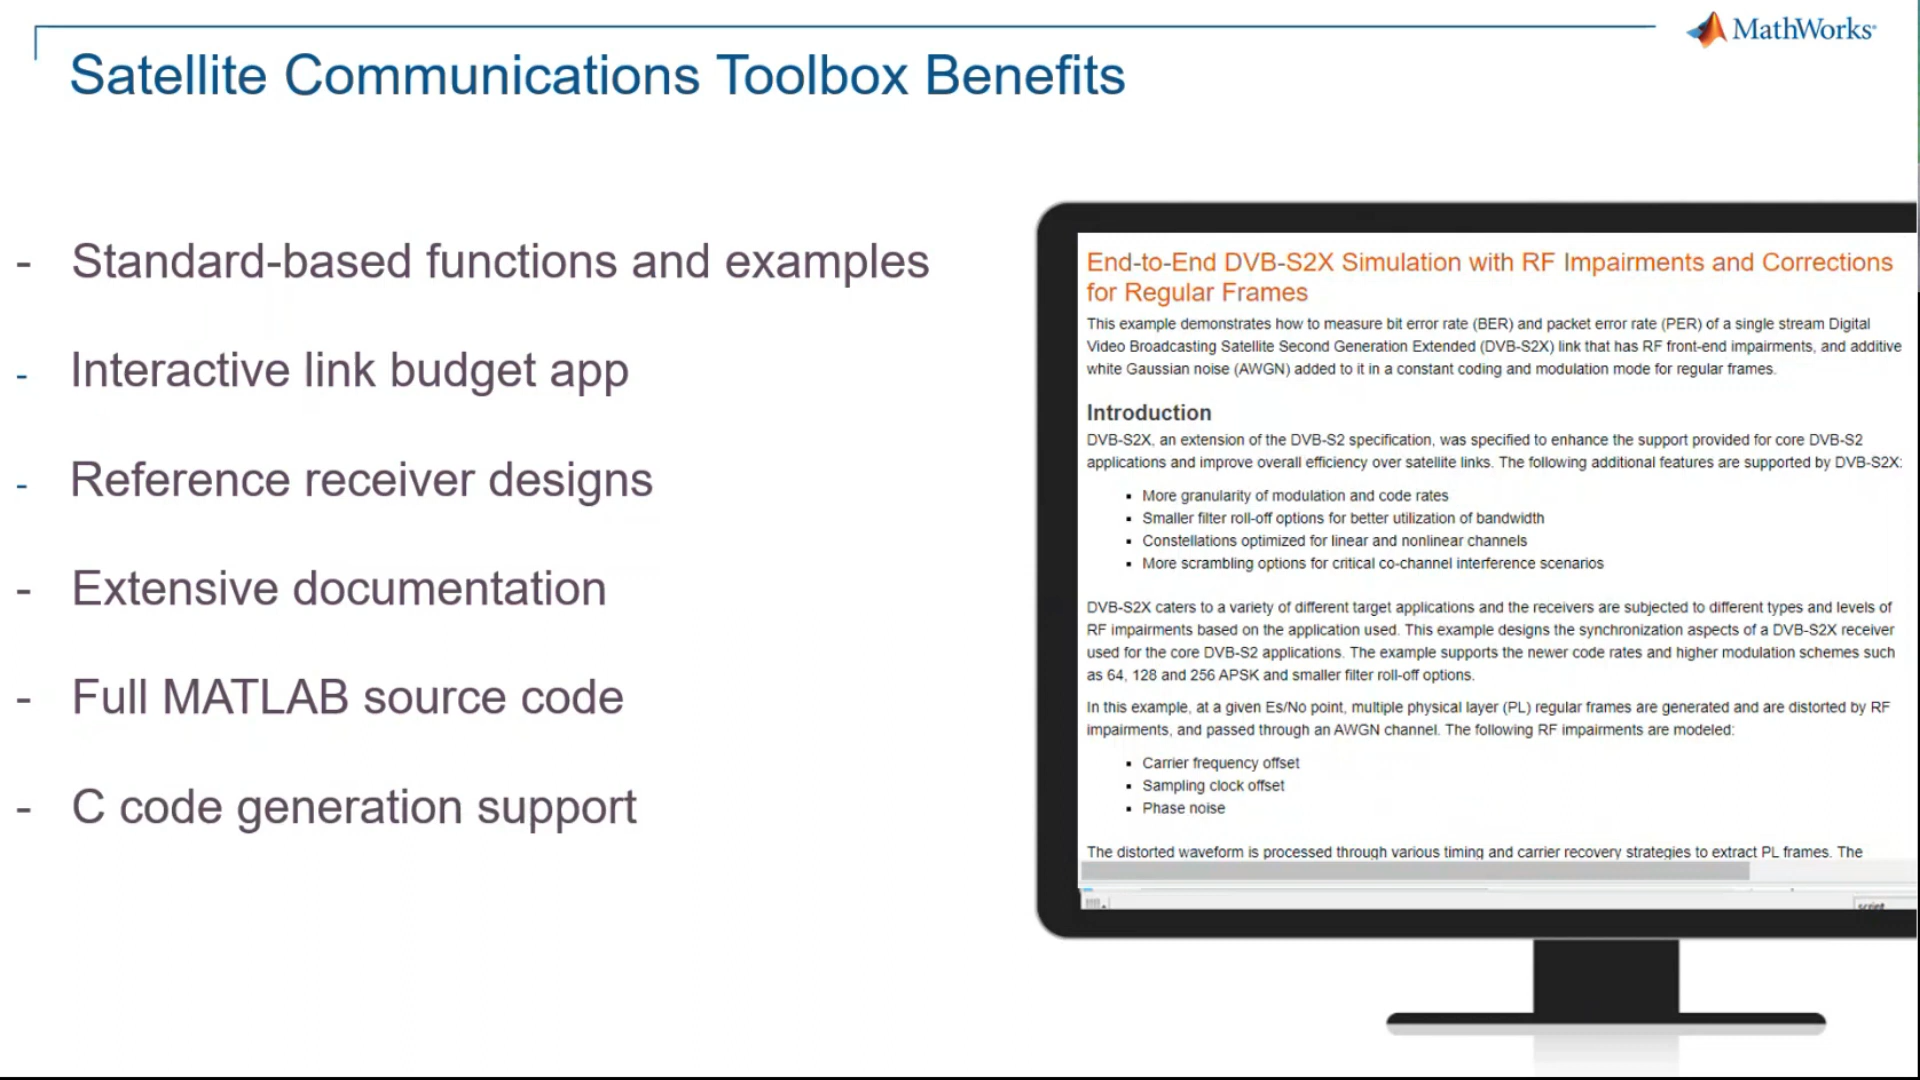 MathWorks®
Satellite Communications Toolbox Benefits
- Standard-based functions and examples
- Interactive link budget app
- Reference receiver designs
- Extensive documentation
- Full MATLAB source code
- C code generation support
End-to-End DVB-S2X Simulation with RF Impairments and Corrections
for Regular Frames
This example demonstrates how to measure bit error rate (BER) and packet error rate (PER) of a single stream Digital
Video Broadcasting Satellite Second Generation Extended (DVB-S2X) link that has RF front-end impairments, and additive
white Gaussian noise (AWGN) added to it in a constant coding and modulation mode for regular frames.
Introduction
DVB-S2X, an extension of the DVB-S2 specification, was specified to enhance the support provided for core DVB-S2
applications and improve overall efficiency over satellite links. The following additional features are supported by DVB-S2X:
▪ More granularity of modulation and code rates
▪ Smaller filter roll-off options for better utilization of bandwidth
▪ Constellations optimized for linear and nonlinear channels
▪ More scrambling options for critical co-channel interference scenarios
DVB-S2X caters to a variety of different target applications and the receivers are subjected to different types and levels of
RF impairments based on the application used. This example designs the synchronization aspects of a DVB-S2X receiver
used for the core DVB-S2 applications. The example supports the newer code rates and higher modulation schemes such
as 64, 128 and 256 APSK and smaller filter roll-off options.
In this example, at a given Es/No point, multiple physical layer (PL) regular frames are generated and are distorted by RF
impairments, and passed through an AWGN channel. The following RF impairments are modeled:
▪ Carrier frequency offset
▪ Sampling clock offset
▪ Phase noise
The distorted waveform is processed through various timing and carrier recovery strategies to extract PL frames. The
script